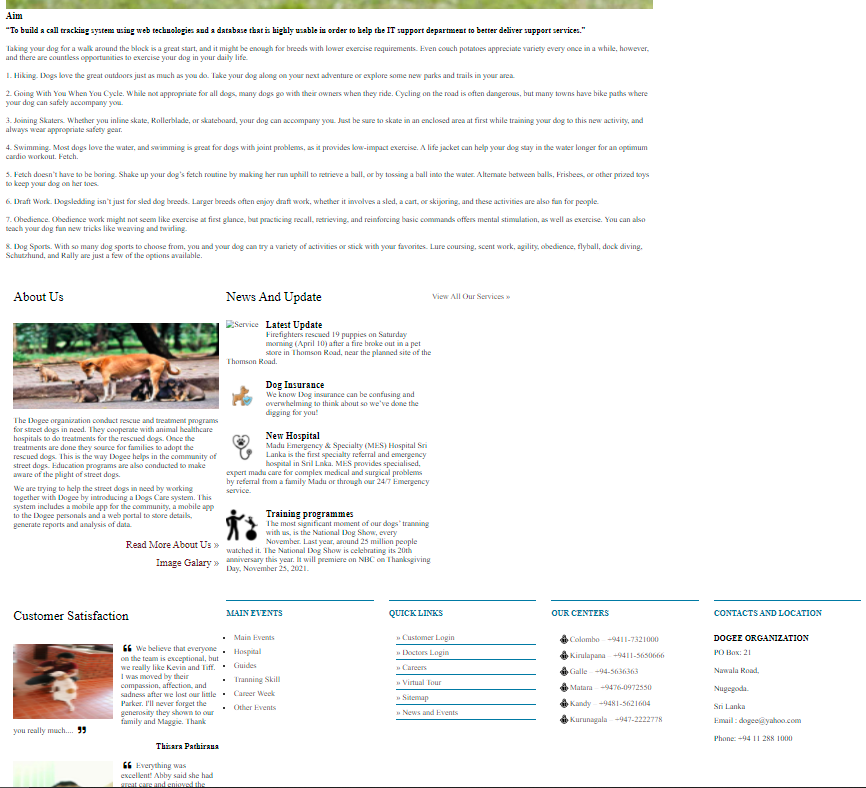 Aim
"To build a call tracking system using web technologies and a database that is highly usable in order to help the IT support department to better deliver support services."
Taking your dog for a walk around the block is a great start, and it might be enough for breeds with lower exercise requirements. Even couch potatoes appreciate variety every once in a while, however,
and there are countless opportunities to exercise your dog in your daily life.
1. Hiking. Dogs love the great outdoors just as much as you do. Take your dog along on your next adventure or explore some new parks and trails in your area.
2. Going With You When You Cycle. While not appropriate for all dogs, many dogs go with their owners when they ride. Cycling on the road is often dangerous, but many towns have bike paths where
your dog can safely accompany you.
3. Joining Skaters. Whether you inline skate, Rollerblade, or skateboard, your dog can accompany you. Just be sure to skate in an enclosed area at first while training your dog to this new activity, and
always wear appropriate safety gear.
4. Swimming. Most dogs love the water, and swimming is great for dogs with joint problems, as it provides low-impact exercise. A life jacket can help your dog stay in the water longer for an optimum
cardio workout. Fetch.
5. Fetch doesn't have to be boring. Shake up your dog's fetch routine by making her run uphill to retrieve a ball, or by tossing a ball into the water. Alternate between balls, Frisbees, or other prized toys
to keep your dog on her toes.
6. Draft Work. Dogsledding isn't just for sled dog breeds. Larger breeds often enjoy draft work, whether it involves a sled, a cart, or skijoring, and these activities are also fun for people.
7. Obedience. Obedience work might not seem like exercise at first glance, but practicing recall, retrieving, and reinforcing basic commands offers mental stimulation, as well as exercise. You can also
teach your dog fun new tricks like weaving and twirling.
8. Dog Sports. With so many dog sports to choose from, you and your dog can try a variety of activities or stick with your favorites. Lure coursing, scent work, agility, obedience, flyball, dock diving,
Schutzhund, and Rally are just a few of the options available.
About Us
The Dogee organization conduct rescue and treatment programs
for street dogs in need. They cooperate with animal healthcare
hospitals to do treatments for the rescued dogs. Once the
treatments are done they source for families to adopt the
rescued dogs. This is the way Dogee helps in the community of
street dogs. Education programs are also conducted to make
aware of the plight of street dogs.
We are trying to help the street dogs in need by working
together with Dogee by introducing a Dogs Care system. This
system includes a mobile app for the community, a mobile app
to the Dogee personals and a web portal to store details,
generate reports and analysis of data.
Read More About Us »
Image Galary »
News And Update
Service
Latest Update
Firefighters rescued 19 puppies on Saturday
morning (April 10) after a fire broke out in a pet
store in Thomson Road, near the planned site of the
Thomson Road.
Dog Insurance
We know Dog insurance can be confusing and
overwhelming to think about so we've done the
digging for you!
New Hospital
Madu Emergency & Specialty (MES) Hospital Sri
Lanka is the first specialty referral and emergency
hospital in Sril Lnka. MES provides specialised,
expert madu care for complex medical and surgical problems
by referral from a family Madu or through our 24/7 Emergency
service.
Training programmes
The most significant moment of our dogs' tranning
with us, is the National Dog Show, every
November. Last year, around 25 million people
watched it. The National Dog Show is celebrating its 20th
anniversary this year. It will premiere on NBC on Thanksgiving
Day, November 25, 2021.
View All Our Services »
Customer Satisfaction
❝ We believe that everyone
on the team is exceptional, but
we really like Kevin and Tiff.
I was moved by their
compassion, affection, and
sadness after we lost our little
Parker. I'll never forget the
generosity they shown to our
family and Maggie. Thank
you really much.... ❞
Thisara Pathirana
❝ Everything was
excellent! Abby said she had
great care and enjoyed the
MAIN EVENTS
Main Events
Hospital
Guides
Tranning Skill
Career Week
Other Events
QUICK LINKS
» Customer Login
» Doctors Login
» Careers
» Virtual Tour
» Sitemap
» News and Events
OUR CENTERS
Colombo – +9411-7321000
Kirulapana – +9411-5650666
Galle – +94-5636363
Matara – +9476-0972550
Kandy – +9481-5621604
Kurunagala – +947-2222778
CONTACTS AND LOCATION
DOGEE ORGANIZATION
PO Box: 21
Nawala Road,
Nugegoda.
Sri Lanka
Email : dogee@yahoo.com
Phone: +94 11 288 1000